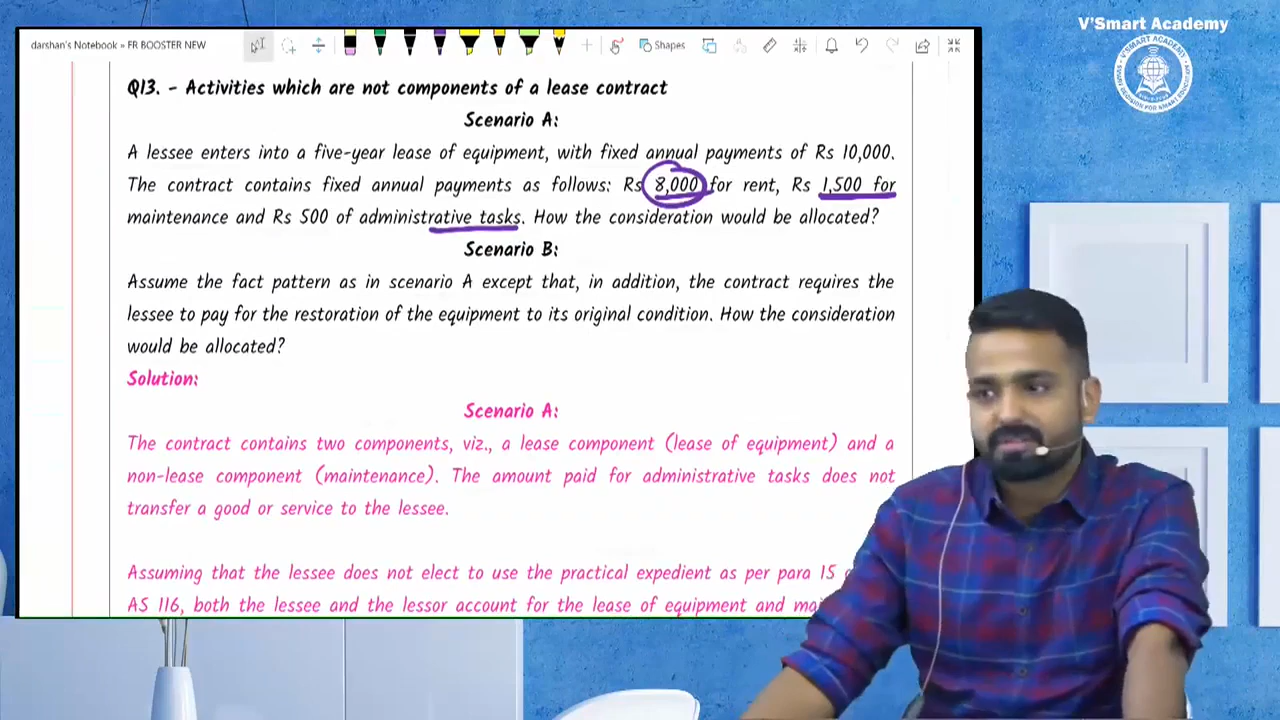 V'Smart Academy
darshan's Notebook » FR BOOSTER NEW
Shapes
Q13. - Activities which are not components of a lease contract
Scenario A:
A lessee enters into a five-year lease of equipment, with fixed annual payments of Rs 10,000.
The contract contains fixed annual payments as follows: Rs 8,000 for rent, Rs 1,500 for
maintenance and Rs 500 of administrative tasks. How the consideration would be allocated?
Scenario B:
Assume the fact pattern as in scenario A except that, in addition, the contract requires the
lessee to pay for the restoration of the equipment to its original condition. How the consideration
would be allocated?
Solution:
Scenario A:
The contract contains two components, viz., a lease component (lease of equipment) and a
non-lease component (maintenance). The amount paid for administrative tasks does not
transfer a good or service to the lessee.
Assuming that the lessee does not elect to use the practical expedient as per para 15
AS 116, both the lessee and the lessor account for the lease of equipment and